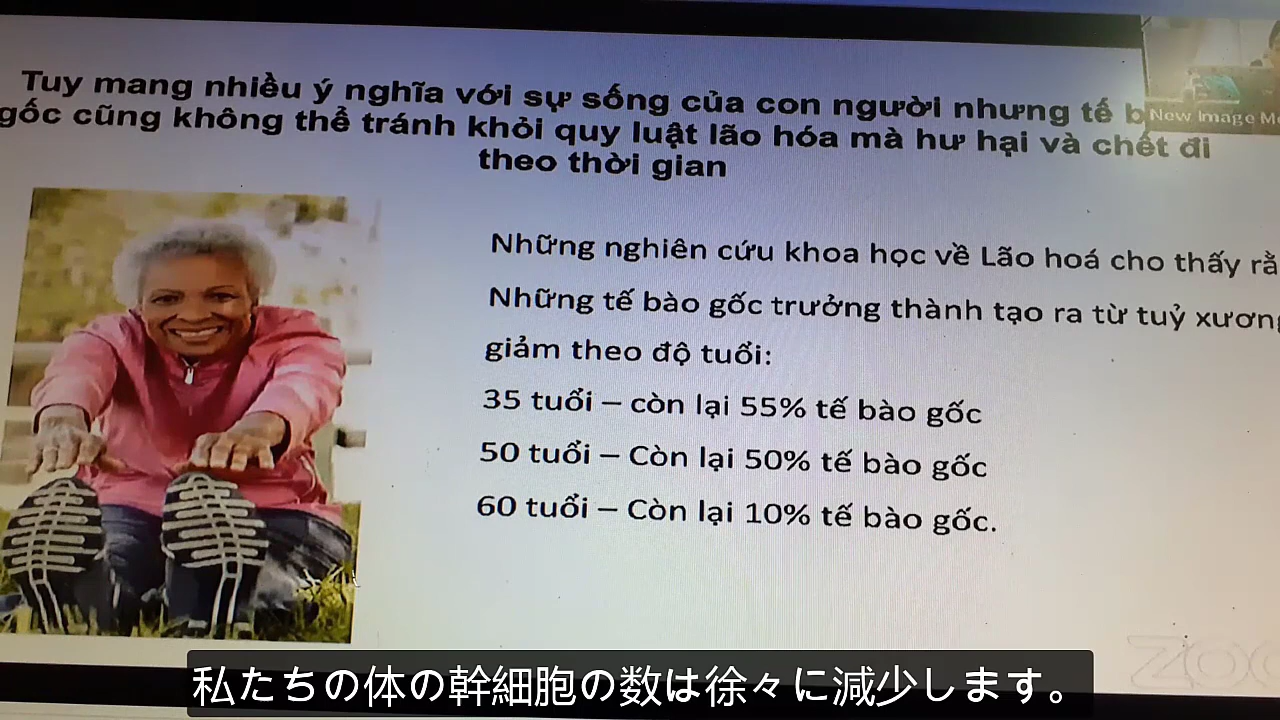 Tuy mang nhiều ý nghĩa với sự sống của con người nhưng tế
gốc cũng không thể tránh khỏi quy luật lão hóa mà hư hại và chết đi
theo thời gian
New Image
Những nghiên cứu khoa học về Lão hoá cho thấy
Những tế bào gốc trưởng thành tạo ra từ tuỷ xương
giảm theo độ tuổi:
35 tuổi – còn lại 55% tế bào gốc
50 tuổi – Còn lại 50% tế bào gốc
60 tuổi – Còn lại 10% tế bào gốc.
私たちの体の幹細胞の数は徐々に減少します。